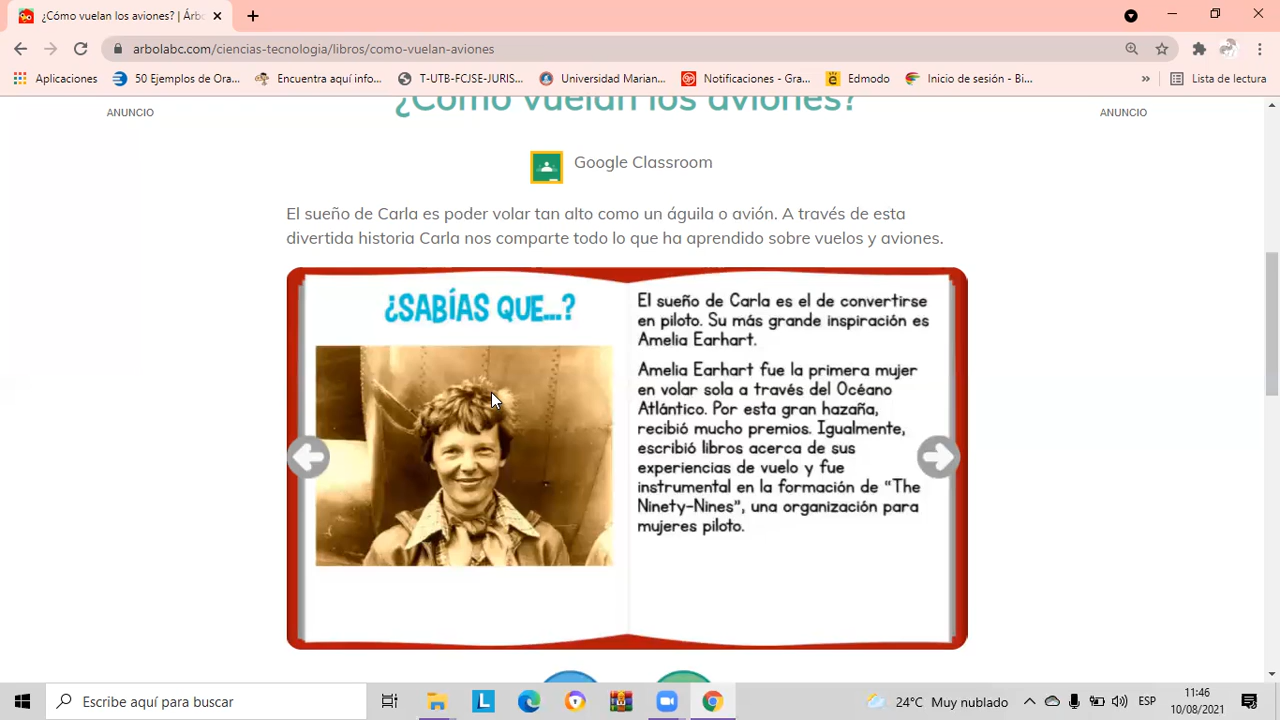 ¿Cómo vuelan los aviones? | Árbo
arbolabc.com/ciencias-tecnologia/libros/como-vuelan-aviones
Aplicaciones
50 Ejemplos de Ora...
Encuentra aquí info...
T-UTB-FCJSE-JURIS...
Universidad Marian...
Notificaciones - Gra...
Edmodo
Inicio de sesión - Bi...
»
Lista de lectura
¿Cómo vuelan los aviones?
ANUNCIO
ANUNCIO
Google Classroom
El sueño de Carla es poder volar tan alto como un águila o avión. A través de esta
divertida historia Carla nos comparte todo lo que ha aprendido sobre vuelos y aviones.
¿SABÍAS QUE...?
El sueño de Carla es el de convertirse
en piloto. Su más grande inspiración es
Amelia Earhart.
Amelia Earhart fue la primera mujer
en volar sola a través del Océano
Atlántico. Por esta gran hazaña,
recibió mucho premios. Igualmente,
escribió libros acerca de sus
experiencias de vuelo y fue
instrumental en la formación de “The
Ninety-Nines”, una organización para
mujeres piloto.
Escribe aquí para buscar
L
24°C Muy nublado
ESP
11:46
10/08/2021